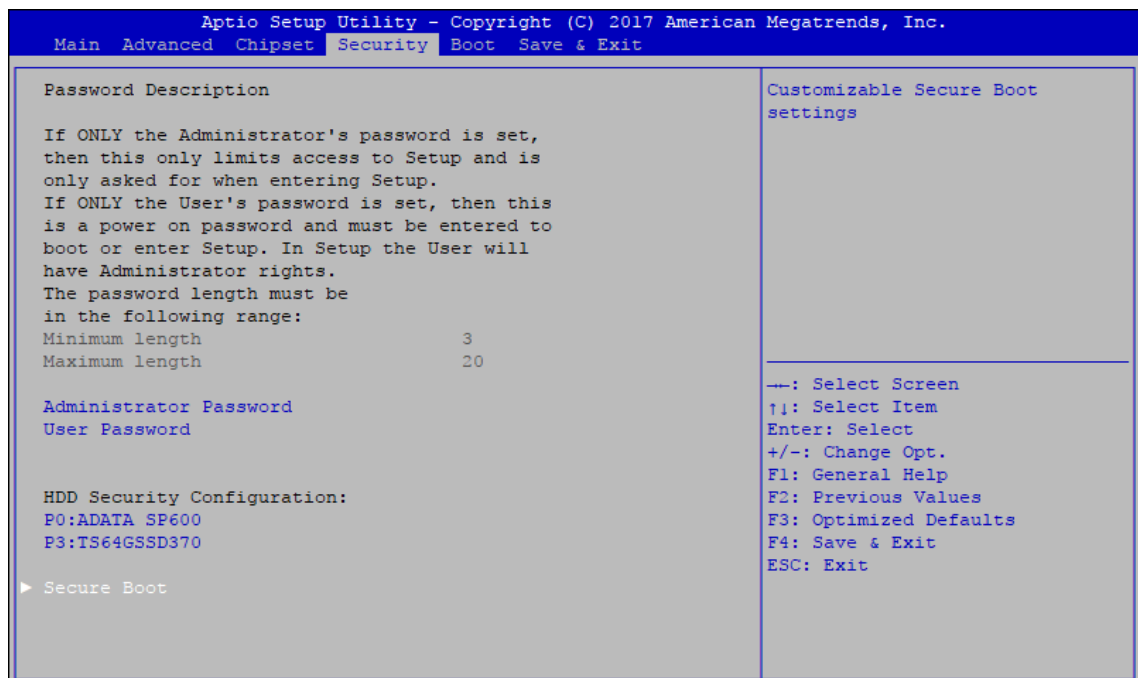 Aptio Setup Utility - Copyright (C) 2017 American Megatrends, Inc.
Main Advanced Chipset Security Boot Save & Exit
Password Description
If ONLY the Administrator's password is set,
then this only limits access to Setup and is
only asked for when entering Setup.
If ONLY the User's password is set, then this
is a power on password and must be entered to
boot or enter Setup. In Setup the User will
have Administrator rights.
The password length must be
in the following range:
Minimum length 3
Maximum length 20
Administrator Password
User Password
HDD Security Configuration:
P0:ADATA SP600
P3:TS64GSSD370
► Secure Boot
Customizable Secure Boot
settings
→←: Select Screen
↑↓: Select Item
Enter: Select
+/-: Change Opt.
F1: General Help
F2: Previous Values
F3: Optimized Defaults
F4: Save & Exit
ESC: Exit